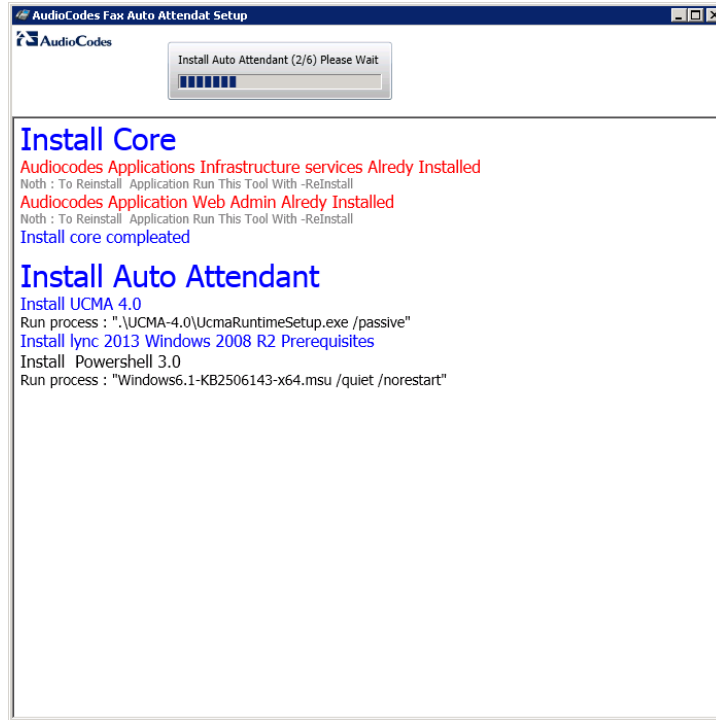 AudioCodes Fax Auto Attendat Setup
AudioCodes
Install Auto Attendant (2/6) Please Wait
Install Core
Audiocodes Applications Infrastructure services Alredy Installed
Noth : To Reinstall Application Run This Tool With -ReInstall
Audiocodes Application Web Admin Alredy Installed
Noth : To Reinstall Application Run This Tool With -ReInstall
Install core compleated
Install Auto Attendant
Install UCMA 4.0
Run process : ".\UCMA-4.0\UcmaRuntimeSetup.exe /passive"
Install lync 2013 Windows 2008 R2 Prerequisites
Install Powershell 3.0
Run process : "Windows6.1-KB2506143-x64.msu /quiet /norestart"